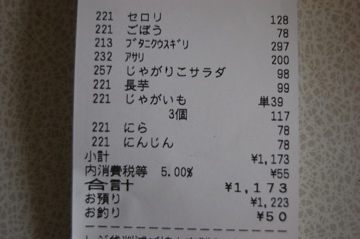 221 セロリ 128
221 ごぼう 78
213 ﾌﾞﾀﾆｸｳｽｷﾞﾘ 297
232 ｱｻﾘ 200
257 じゃがりこサラダ 98
221 長芋 99
221 じゃがいも 単39
3個 117
221 にら 78
221 にんじん 78
小計 ¥1,173
内消費税等 5.00% ¥55
合計 ¥1,173
お預り ¥1,223
お釣り ¥50